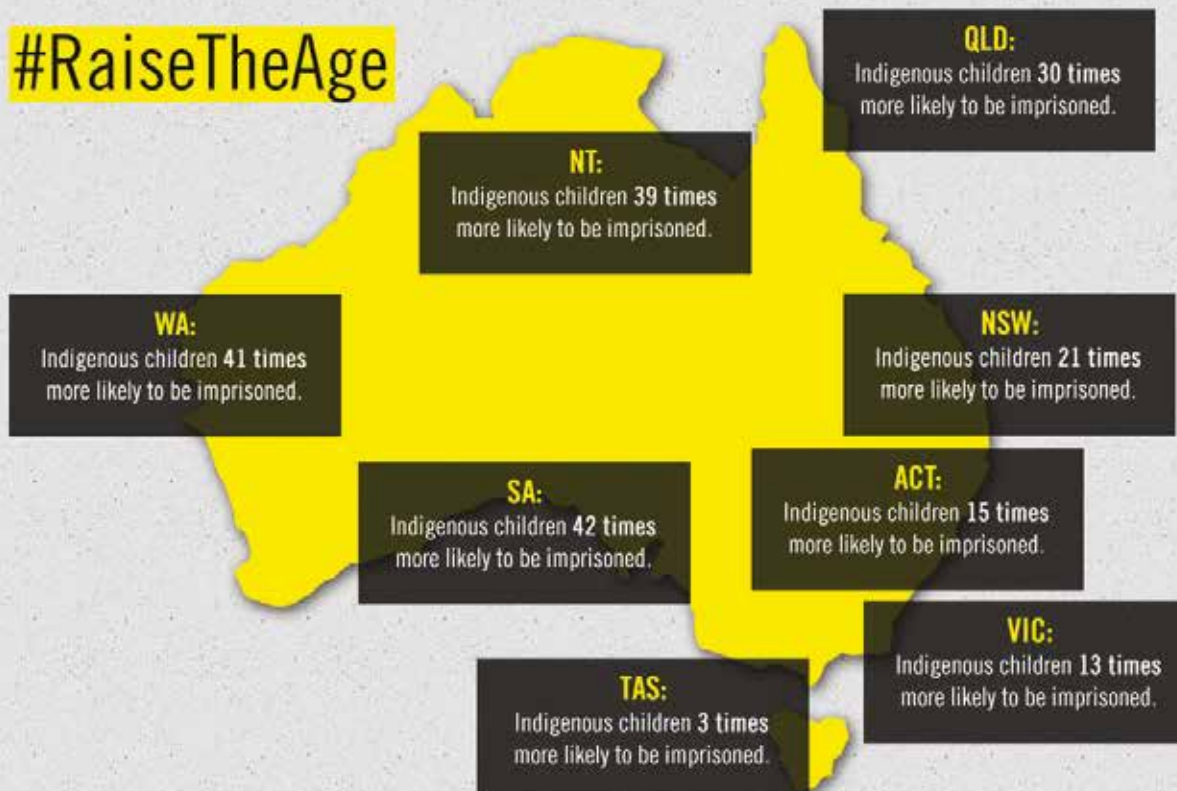 #RaiseTheAge
QLD:
Indigenous children 30 times
more likely to be imprisoned.
NT:
Indigenous children 39 times
more likely to be imprisoned.
WA:
Indigenous children 41 times
more likely to be imprisoned.
NSW:
Indigenous children 21 times
more likely to be imprisoned.
SA:
Indigenous children 42 times
more likely to be imprisoned.
ACT:
Indigenous children 15 times
more likely to be imprisoned.
VIC:
Indigenous children 13 times
more likely to be imprisoned.
TAS:
Indigenous children 3 times
more likely to be imprisoned.